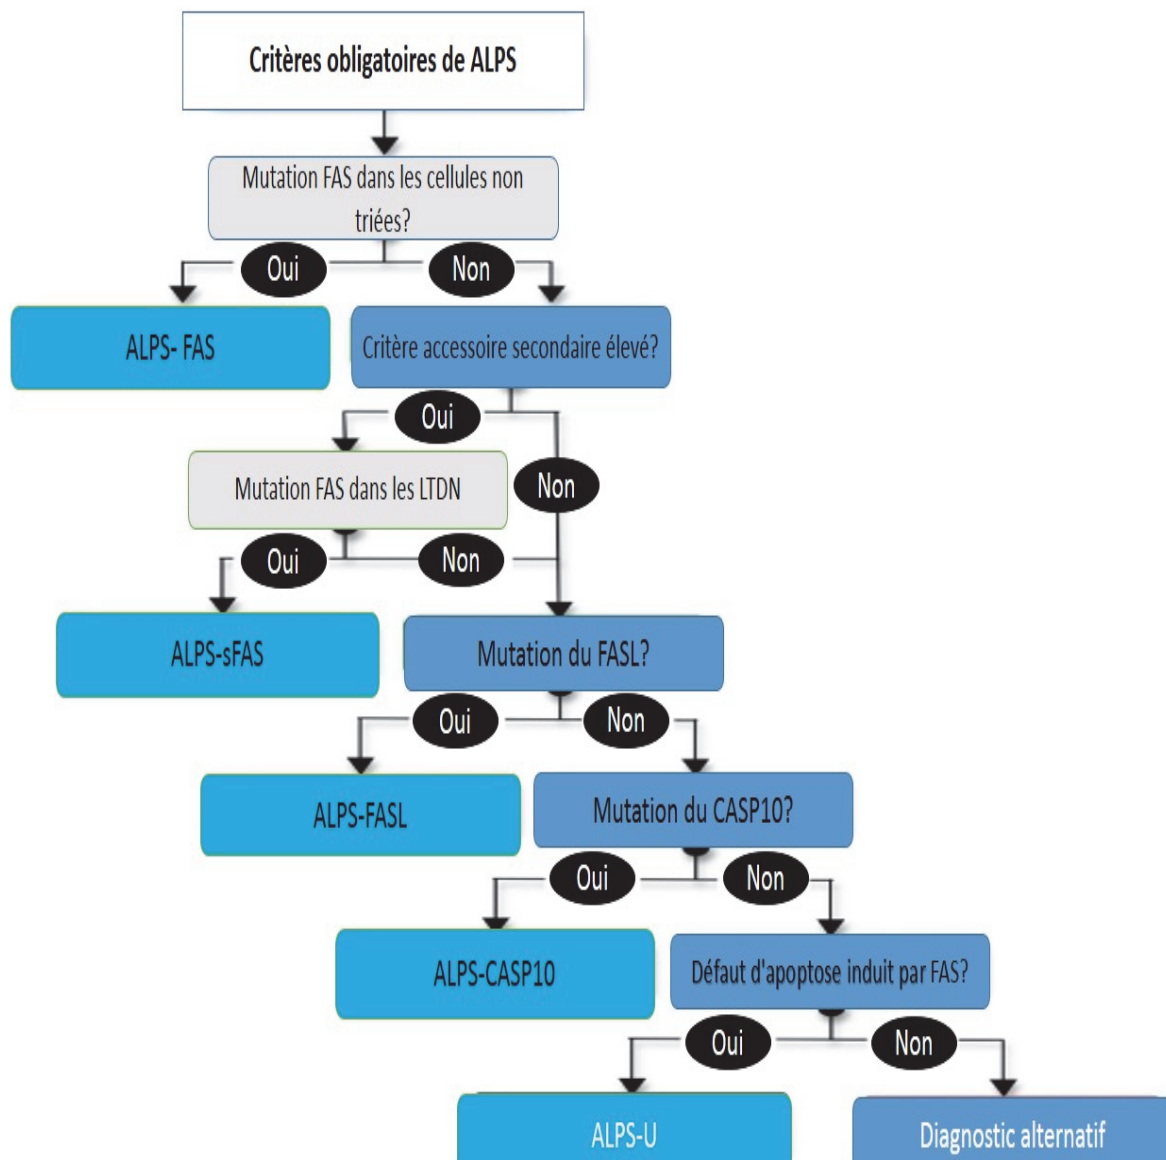 Critères obligatoires de ALPS
Mutation FAS dans les cellules non
triées?
Oui
Non
ALPS- FAS
Critère accessoire secondaire élevé?
Oui
Non
Mutation FAS dans les LTDN
Oui
Non
ALPS-sFAS
Mutation du FASL?
Oui
Non
ALPS-FASL
Mutation du CASP10?
Oui
Non
ALPS-CASP10
Défaut d'apoptose induit par FAS?
Oui
Non
ALPS-U
Diagnostic alternatif